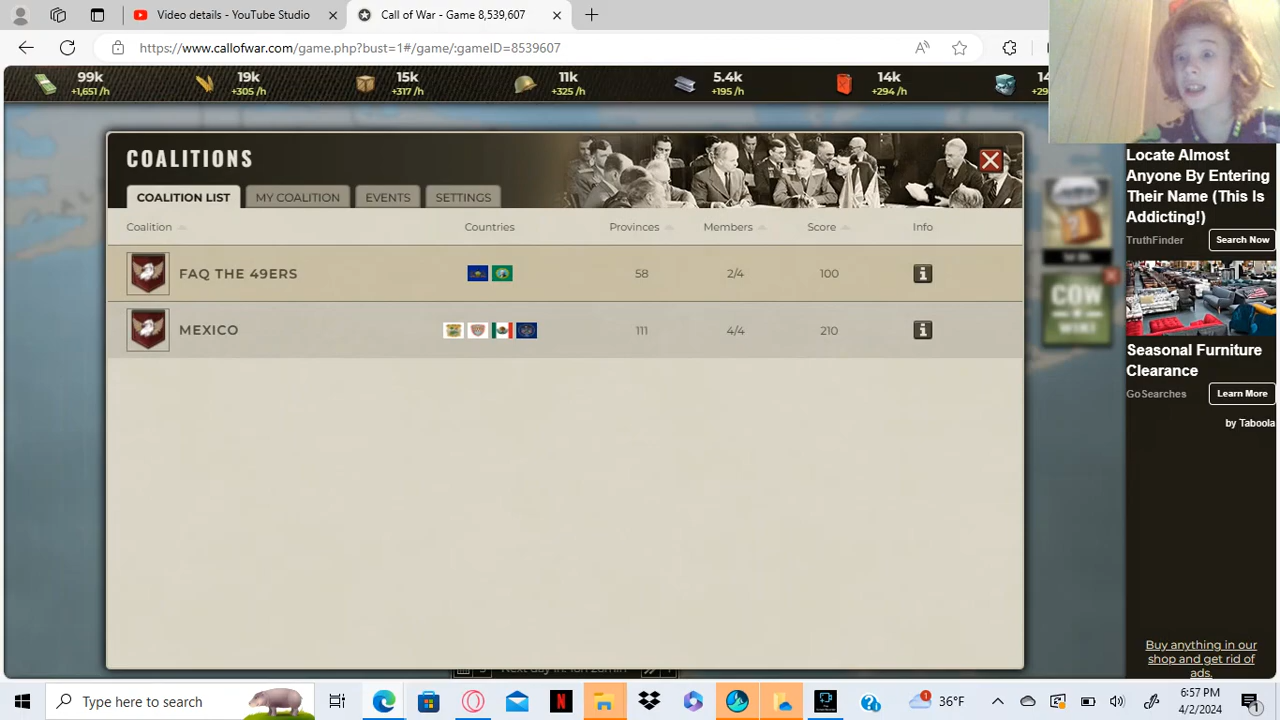 Video details - YouTube Studio
Call of War - Game 8,539,607
https://www.callofwar.com/game.php?bust=1#/game/:gameID=8539607
99k 19k 15k 11k 5.4k 14k
+1,651 /h +305 /h +317 /h +325 /h +195 /h +294 /h
COALITIONS
COALITION LIST MY COALITION EVENTS SETTINGS
Coalition Countries Provinces Members Score Info
FAQ THE 49ERS 58 2/4 100
MEXICO 111 4/4 210
COW
WIKI
Locate Almost
Anyone By Entering
Their Name (This Is
Addicting!)
TruthFinder Search Now
Seasonal Furniture
Clearance
GoSearches Learn More
by Taboola
Buy anything in our
shop and get rid of
ads.
Type here to search
36°F
6:57 PM
4/2/2024